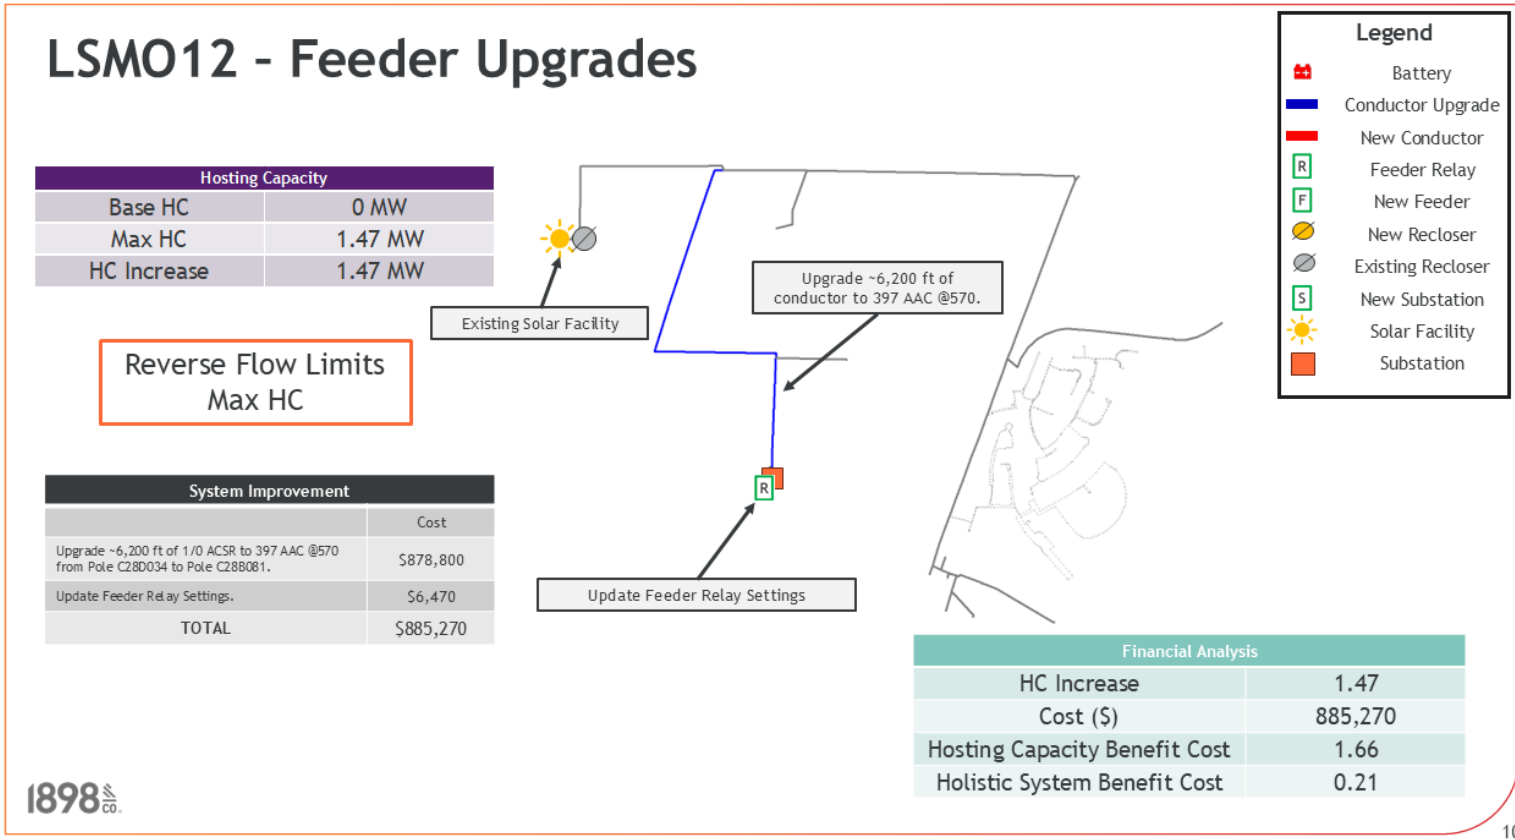 LSMO12 - Feeder Upgrades
Legend
Battery
Conductor Upgrade
New Conductor
R Feeder Relay
F New Feeder
New Recloser
Existing Recloser
S New Substation
Solar Facility
Substation
Hosting Capacity
Base HC 0 MW
Max HC 1.47 MW
HC Increase 1.47 MW
Reverse Flow Limits
Max HC
Existing Solar Facility
Upgrade ~6,200 ft of
conductor to 397 AAC @570.
R
Update Feeder Relay Settings
System Improvement
Cost
Upgrade ~6,200 ft of 1/0 ACSR to 397 AAC @570
from Pole C28D034 to Pole C28B081. $878,800
Update Feeder Relay Settings. $6,470
TOTAL $885,270
Financial Analysis
HC Increase 1.47
Cost ($) 885,270
Hosting Capacity Benefit Cost 1.66
Holistic System Benefit Cost 0.21
1898 & CO.